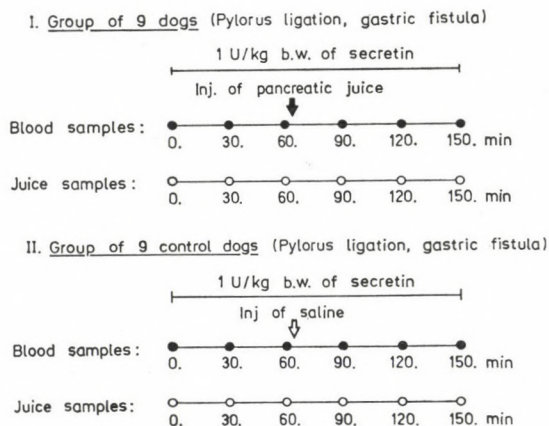 I. Group of 9 dogs (Pylorus ligation, gastric fistula)
1 U/kg b.w. of secretin
Inj. of pancreatic juice
Blood samples:
0. 30. 60. 90. 120. 150. min
Juice samples:
0. 30. 60. 90. 120. 150. min
II. Group of 9 control dogs (Pylorus ligation, gastric fistula)
1 U/kg b.w. of secretin
Inj of saline
Blood samples:
0. 30. 60. 90. 120. 150. min
Juice samples:
0. 30. 60. 90. 120. 150. min